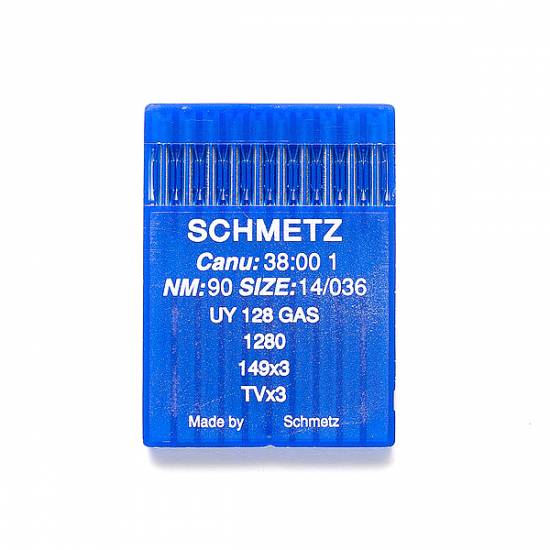 SCHMETZ
Canu: 38:00 1
NM: 90 SIZE: 14/036
UY 128 GAS
1280
149x3
TVx3
Made by Schmetz